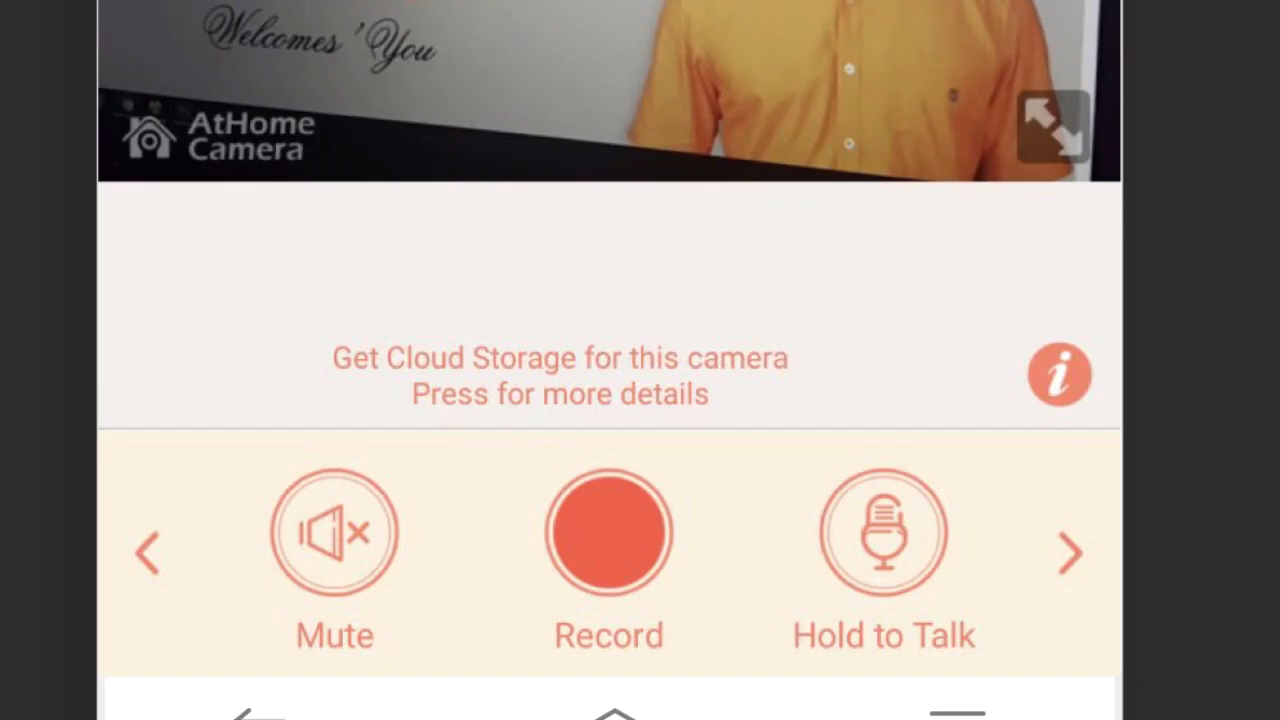 Welcomes 'You
AtHome
Camera
Get Cloud Storage for this camera
Press for more details
i
Mute
Record
Hold to Talk